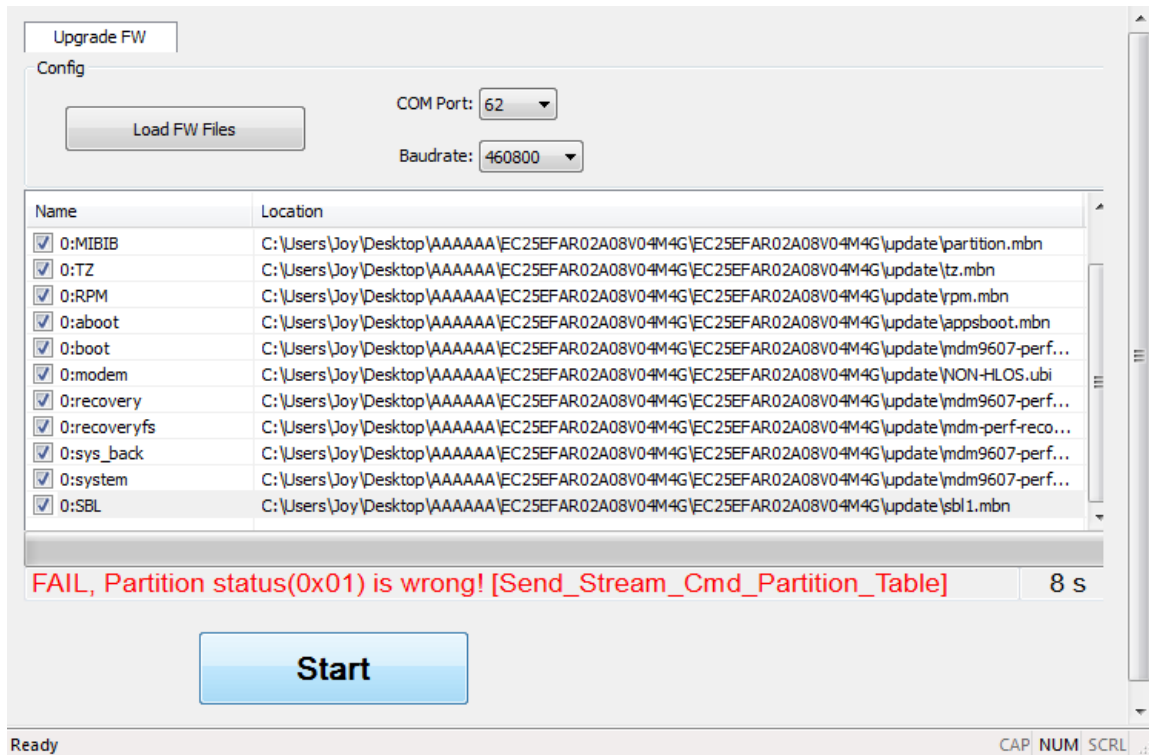 Upgrade FW
Config
Load FW Files
COM Port: 62
Baudrate: 460800
Name Location
0:MIBIB C:\Users\Joy\Desktop\AAAAAA\EC25EFAR02A08V04M4G\EC25EFAR02A08V04M4G\update\partition.mbn
0:TZ C:\Users\Joy\Desktop\AAAAAA\EC25EFAR02A08V04M4G\EC25EFAR02A08V04M4G\update\tz.mbn
0:RPM C:\Users\Joy\Desktop\AAAAAA\EC25EFAR02A08V04M4G\EC25EFAR02A08V04M4G\update\rpm.mbn
0:aboot C:\Users\Joy\Desktop\AAAAAA\EC25EFAR02A08V04M4G\EC25EFAR02A08V04M4G\update\appsboot.mbn
0:boot C:\Users\Joy\Desktop\AAAAAA\EC25EFAR02A08V04M4G\EC25EFAR02A08V04M4G\update\mdm9607-perf...
0:modem C:\Users\Joy\Desktop\AAAAAA\EC25EFAR02A08V04M4G\EC25EFAR02A08V04M4G\update\NON-HLOS.ubi
0:recovery C:\Users\Joy\Desktop\AAAAAA\EC25EFAR02A08V04M4G\EC25EFAR02A08V04M4G\update\mdm9607-perf...
0:recoveryfs C:\Users\Joy\Desktop\AAAAAA\EC25EFAR02A08V04M4G\EC25EFAR02A08V04M4G\update\mdm-perf-reco...
0:sys_back C:\Users\Joy\Desktop\AAAAAA\EC25EFAR02A08V04M4G\EC25EFAR02A08V04M4G\update\mdm9607-perf...
0:system C:\Users\Joy\Desktop\AAAAAA\EC25EFAR02A08V04M4G\EC25EFAR02A08V04M4G\update\mdm9607-perf...
0:SBL C:\Users\Joy\Desktop\AAAAAA\EC25EFAR02A08V04M4G\EC25EFAR02A08V04M4G\update\sbl1.mbn
FAIL, Partition status(0x01) is wrong! [Send_Stream_Cmd_Partition_Table] 8 s
Start
Ready CAP NUM SCRL